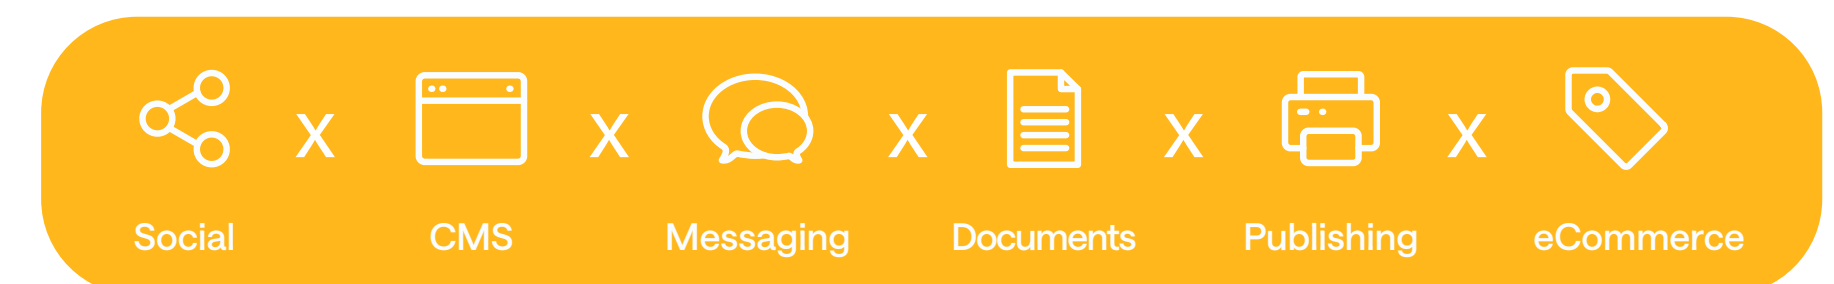 x x x x x
Social CMS Messaging Documents Publishing eCommerce